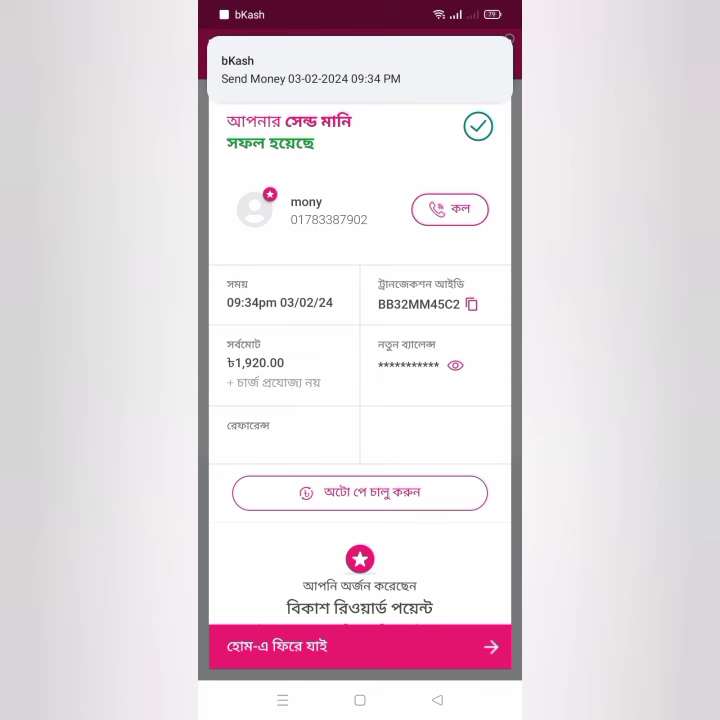 bKash
79
bKash
Send Money 03-02-2024 09:34 PM
আপনার সেন্ড মানি
সফল হয়েছে
mony
01783387902
কল
সময়
09:34pm 03/02/24
ট্রানজেকশন আইডি
BB32MM45C2
সর্বমোট
৳1,920.00
+ চার্জ প্রযোজ্য নয়
নতুন ব্যালেন্স
***********
রেফারেন্স
অটো পে চালু করুন
আপনি অর্জন করেছেন
বিকাশ রিওয়ার্ড পয়েন্ট
হোম-এ ফিরে যাই